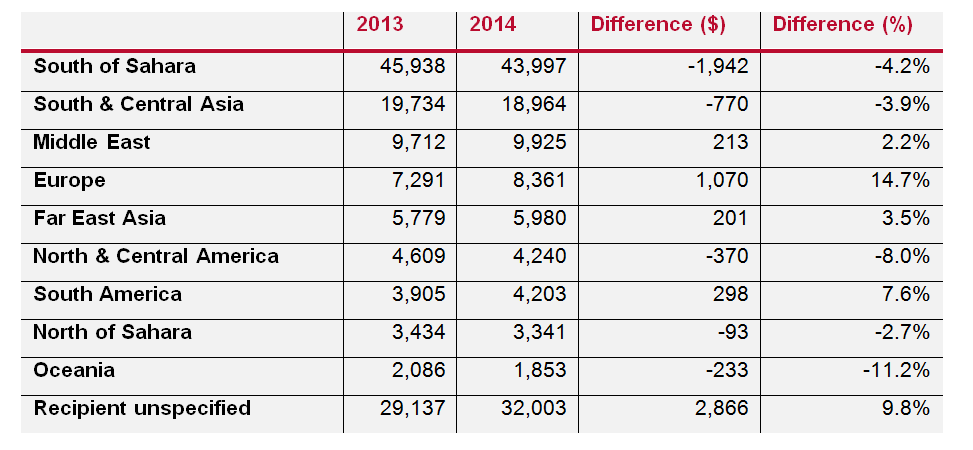 2013 2014 Difference ($) Difference (%)
South of Sahara 45,938 43,997 -1,942 -4.2%
South & Central Asia 19,734 18,964 -770 -3.9%
Middle East 9,712 9,925 213 2.2%
Europe 7,291 8,361 1,070 14.7%
Far East Asia 5,779 5,980 201 3.5%
North & Central America 4,609 4,240 -370 -8.0%
South America 3,905 4,203 298 7.6%
North of Sahara 3,434 3,341 -93 -2.7%
Oceania 2,086 1,853 -233 -11.2%
Recipient unspecified 29,137 32,003 2,866 9.8%